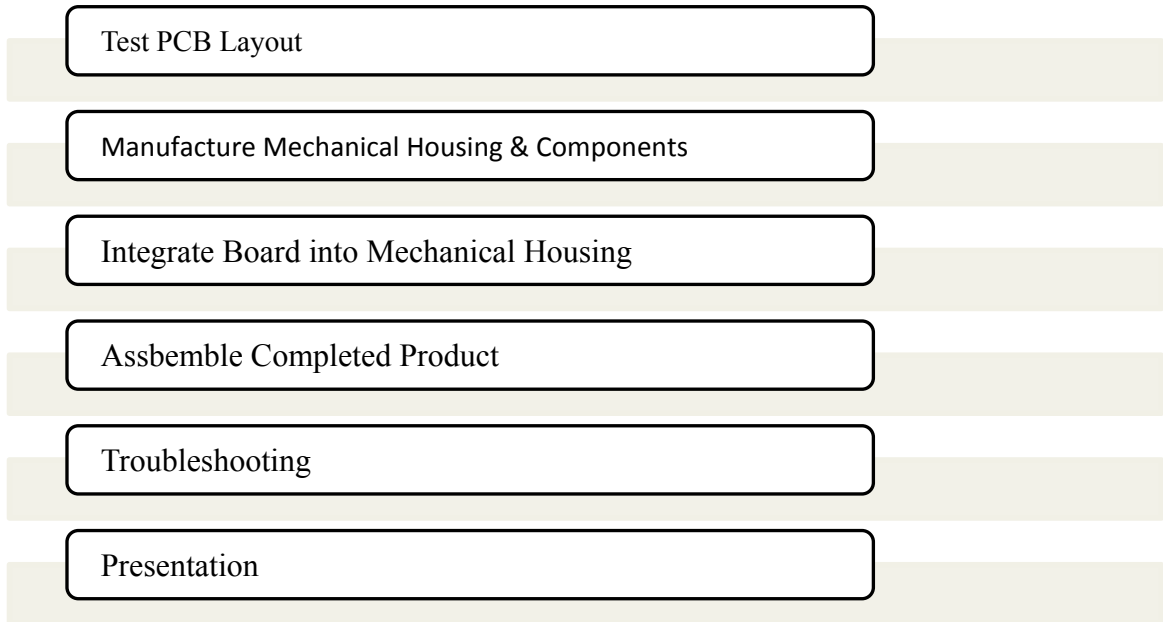 Test PCB Layout
Manufacture Mechanical Housing & Components
Integrate Board into Mechanical Housing
Assbemble Completed Product
Troubleshooting
Presentation